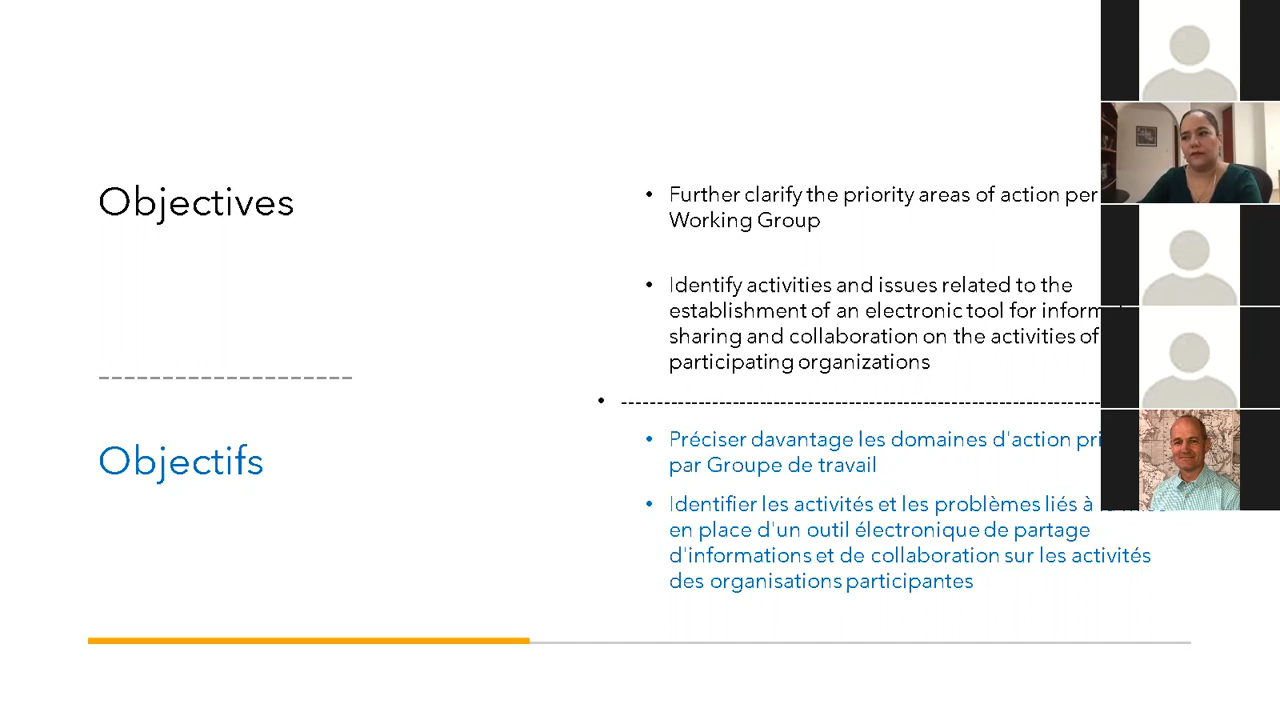 Objectives
Further clarify the priority areas of action per
Working Group
Identify activities and issues related to the
establishment of an electronic tool for inform
sharing and collaboration on the activities of
participating organizations
Objectifs
Préciser davantage les domaines d'action pri
par Groupe de travail
Identifier les activités et les problèmes liés à
en place d'un outil électronique de partage
d'informations et de collaboration sur les activités
des organisations participantes